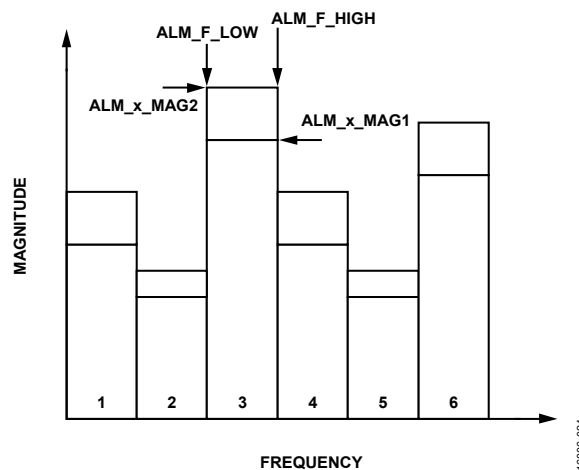 ALM_F_HIGH
ALM_F_LOW
ALM_x_MAG2
ALM_x_MAG1
MAGNITUDE
1 2 3 4 5 6
FREQUENCY